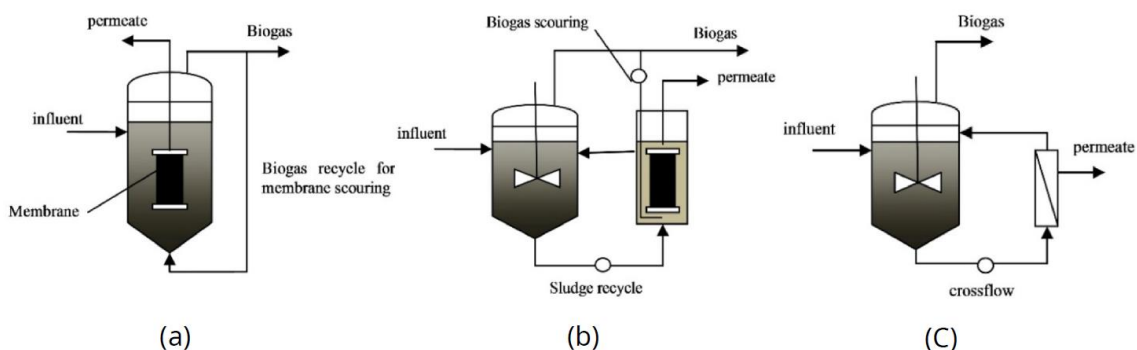 permeate
Biogas
influent
Biogas recycle for
membrane scouring
Membrane
(a)
Biogas scouring
Biogas
permeate
influent
Sludge recycle
(b)
Biogas
influent
permeate
crossflow
(C)